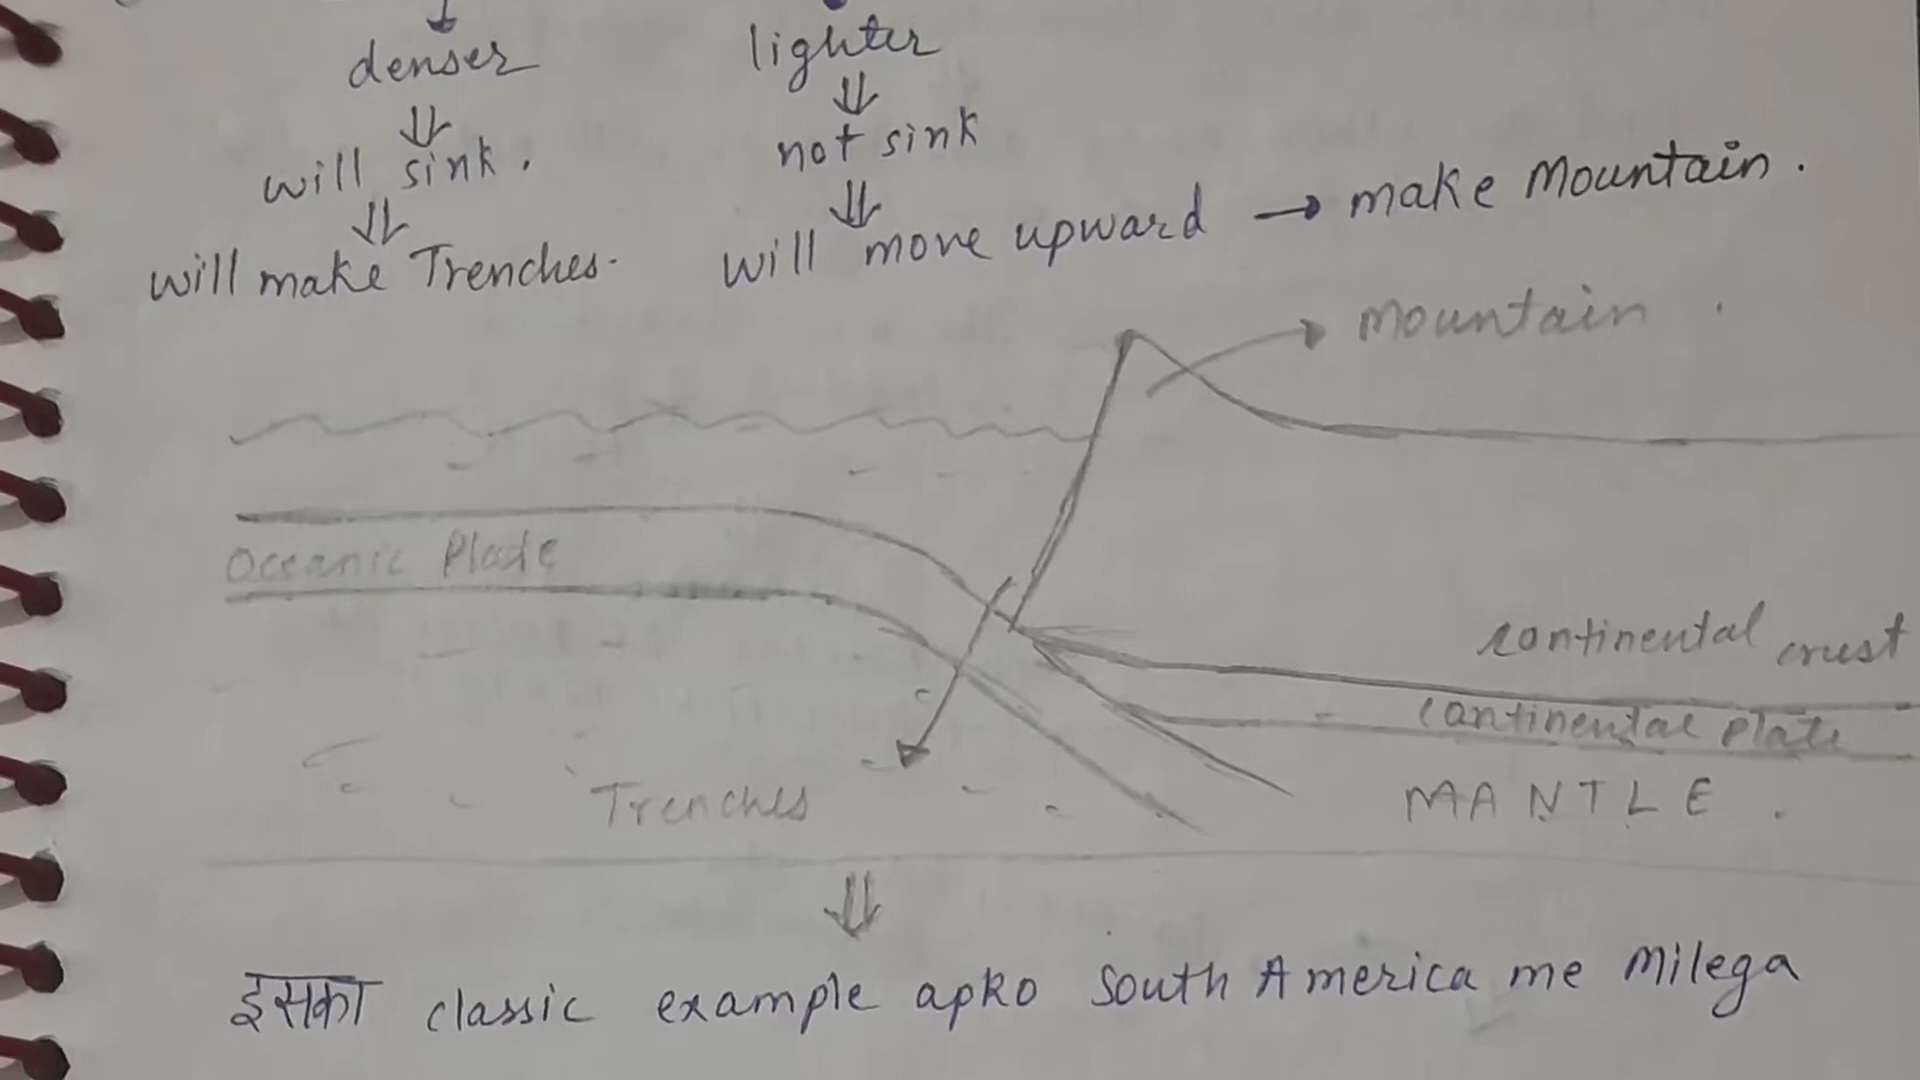 denser lighter
⇓ ⇓
will sink. not sink
⇓ ⇓
will make Trenches. will move upward → make Mountain.
Mountain.
Oceanic Plate
continental crust
continental plate
Trenches MANTLE.
⇓
इसका classic example apko South America me milega